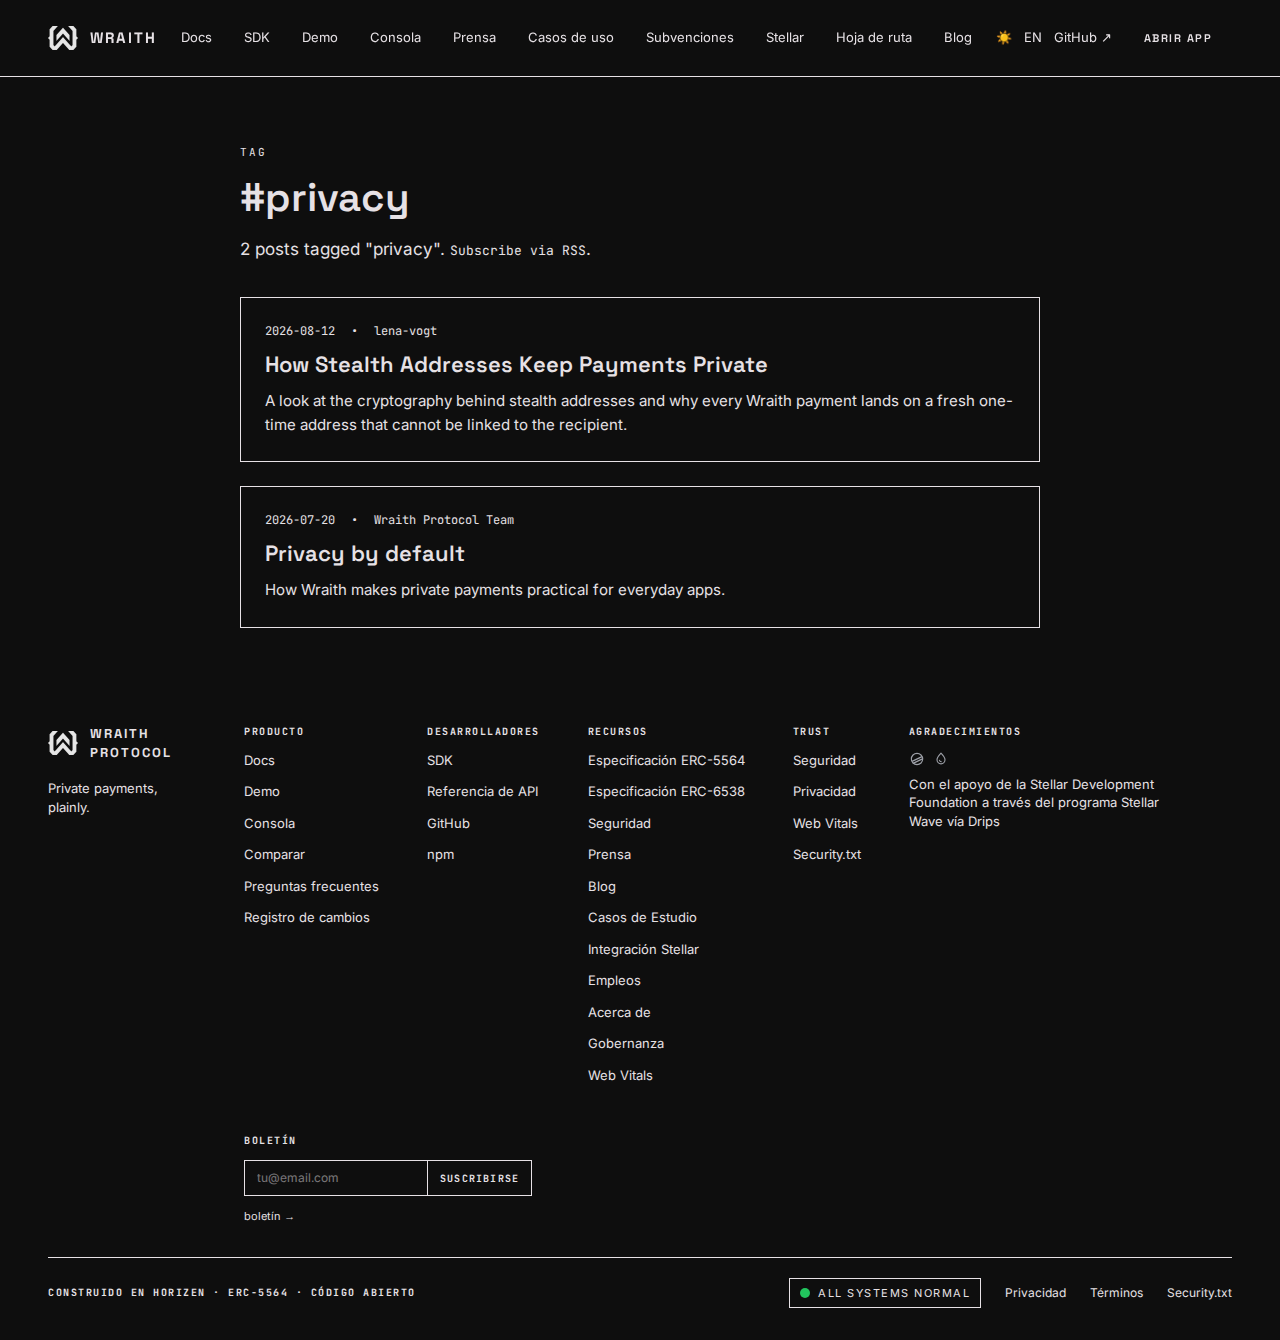 WRAITH
Docs
SDK
Demo
Consola
Prensa
Casos de uso
Subvenciones
Stellar
Hoja de ruta
Blog
EN
GitHub ↗
ABRIR APP
TAG
#privacy
2 posts tagged "privacy". Subscribe via RSS.
2026-08-12 • lena-vogt
How Stealth Addresses Keep Payments Private
A look at the cryptography behind stealth addresses and why every Wraith payment lands on a fresh one-
time address that cannot be linked to the recipient.
2026-07-20 • Wraith Protocol Team
Privacy by default
How Wraith makes private payments practical for everyday apps.
WRAITH
PROTOCOL
Private payments,
plainly.
PRODUCTO
Docs
Demo
Consola
Comparar
Preguntas frecuentes
Registro de cambios
DESARROLLADORES
SDK
Referencia de API
GitHub
npm
RECURSOS
Especificación ERC-5564
Especificación ERC-6538
Seguridad
Prensa
Blog
Casos de Estudio
Integración Stellar
Empleos
Acerca de
Gobernanza
Web Vitals
TRUST
Seguridad
Privacidad
Web Vitals
Security.txt
AGRADECIMIENTOS
Con el apoyo de la Stellar Development
Foundation a través del programa Stellar
Wave vía Drips
BOLETÍN
tu@email.com
SUSCRIBIRSE
boletín →
CONSTRUIDO EN HORIZEN · ERC-5564 · CÓDIGO ABIERTO
ALL SYSTEMS NORMAL
Privacidad
Términos
Security.txt